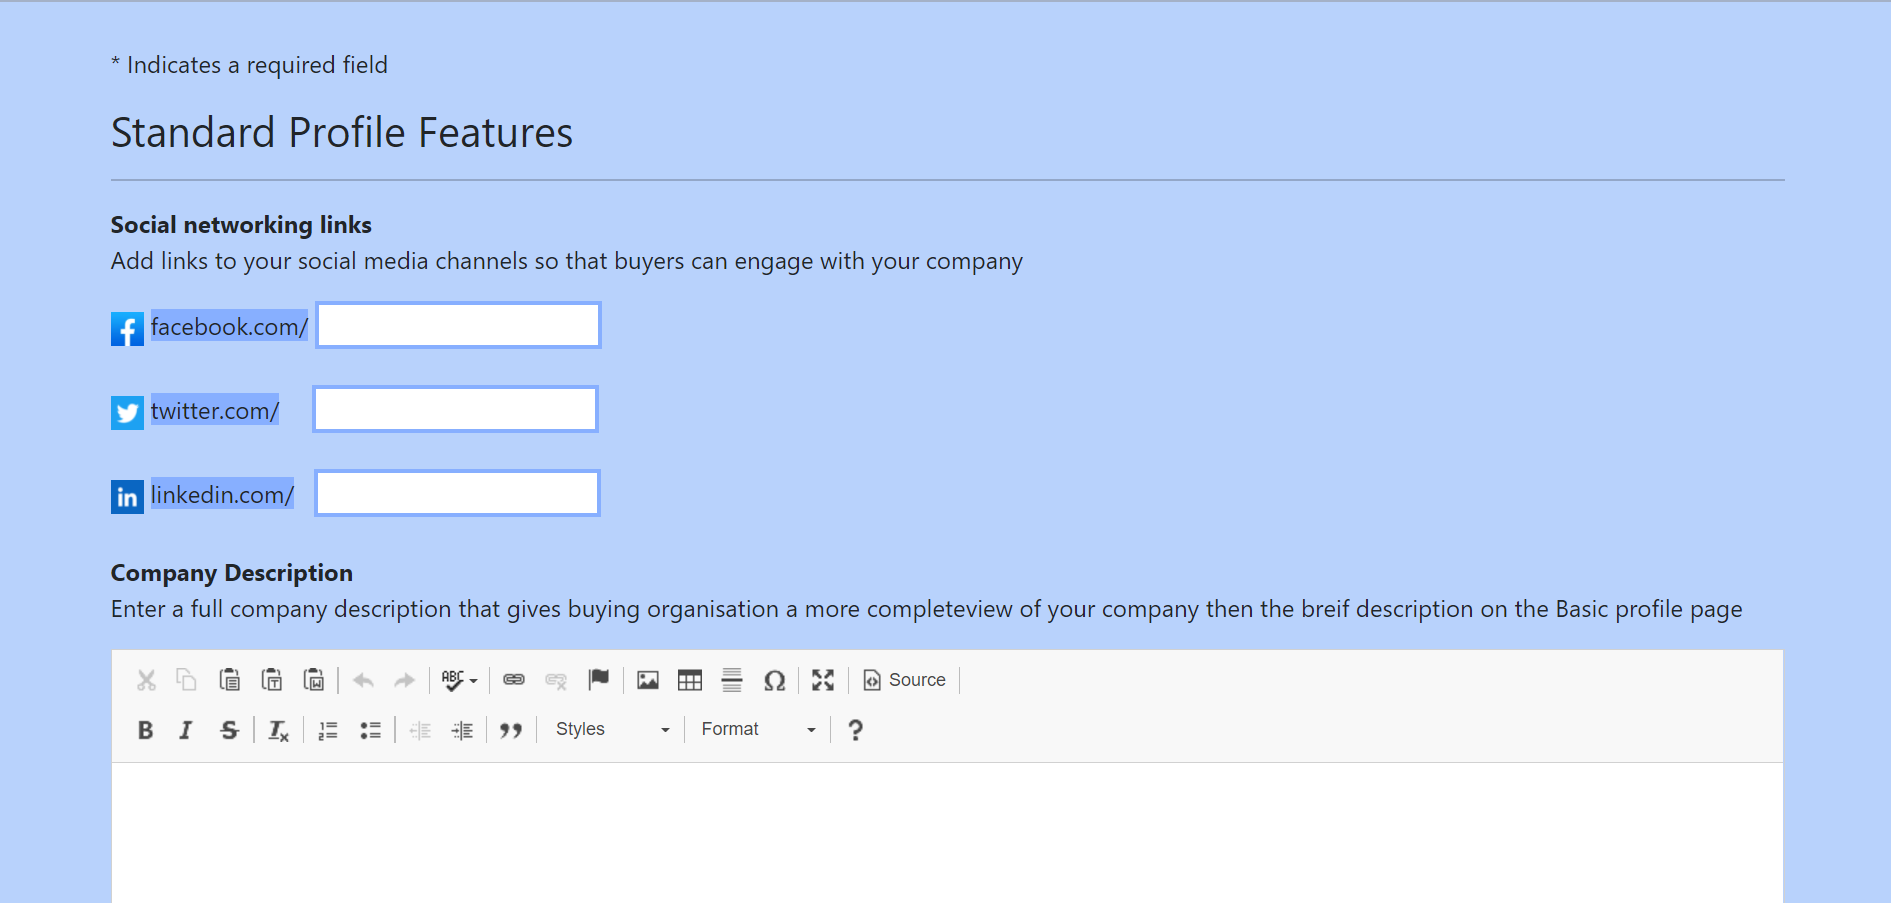 * Indicates a required field
Standard Profile Features
Social networking links
Add links to your social media channels so that buyers can engage with your company
facebook.com/
twitter.com/
in linkedin.com/
Company Description
Enter a full company description that gives buying organisation a more completeview of your company then the breif description on the Basic profile page
ABC Source
B I S Styles Format ?